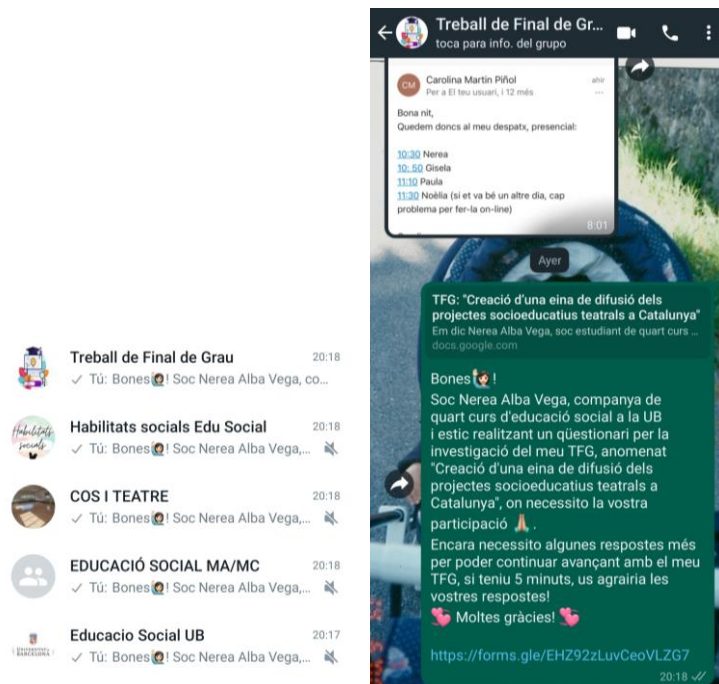 Treball de Final de Grau 20:18
✓ Tú: Bones🙋🏻‍♀️! Soc Nerea Alba Vega, co...
Habilitats socials
Habilitats socials Edu Social 20:18
✓ Tú: Bones🙋🏻‍♀️! Soc Nerea Alba Vega,...
COS I TEATRE 20:18
✓ Tú: Bones🙋🏻‍♀️! Soc Nerea Alba Vega,...
EDUCACIÓ SOCIAL MA/MC 20:18
✓ Tú: Bones🙋🏻‍♀️! Soc Nerea Alba Vega,...
UNIVERSITAT DE BARCELONA
Educacio Social UB 20:17
✓ Tú: Bones🙋🏻‍♀️! Soc Nerea Alba Vega,...
Treball de Final de Gr...
toca para info. del grupo
CM
Carolina Martin Piñol ahir
Per a El teu usuari, i 12 més ...
Bona nit,
Quedem doncs al meu despatx, presencial:
10:30 Nerea
10: 50 Gisela
11:10 Paula
11:30 Noèlia (si et va bé un altre dia, cap
problema per fer-la on-line)
8:01
Ayer
TFG: "Creació d'una eina de difusió dels
projectes socioeducatius teatrals a Catalunya"
Em dic Nerea Alba Vega, soc estudiant de quart curs ...
docs.google.com
Bones🙋🏻‍♀️!
Soc Nerea Alba Vega, companya de
quart curs d'educació social a la UB
i estic realitzant un qüestionari per la
investigació del meu TFG, anomenat
"Creació d'una eina de difusió dels
projectes socioeducatius teatrals a
Catalunya", on necessito la vostra
participació 🙏🏼.
Encara necessito algunes respostes més
per poder continuar avançant amb el meu
TFG, si teniu 5 minuts, us agrairia les
vostres respostes!
💞 Moltes gràcies! 💞
https://forms.gle/EHZ92zLuvCeoVLZG7
20:18 ✓✓